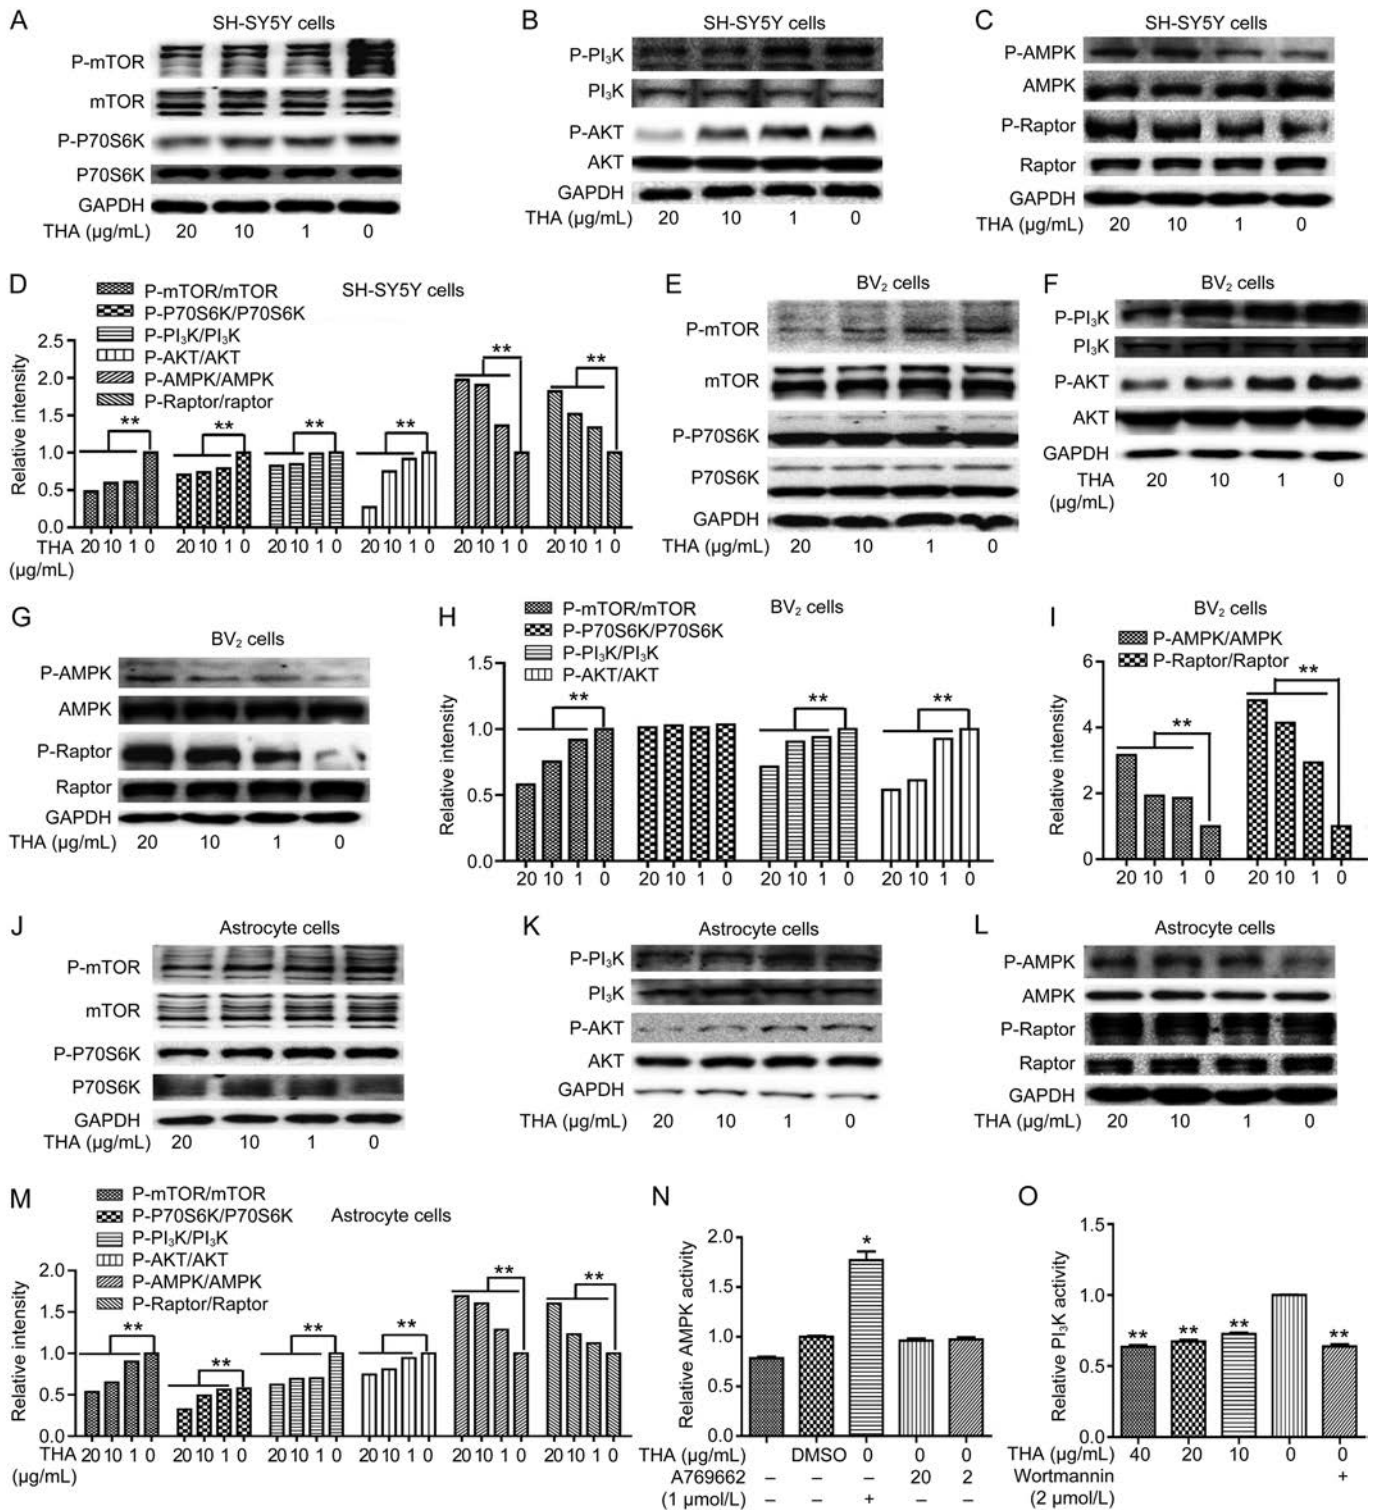 A
SH-SY5Y cells
P-mTOR
mTOR
P-P70S6K
P70S6K
GAPDH
THA (µg/mL) 20 10 1 0
B
SH-SY5Y cells
P-PI₃K
PI₃K
P-AKT
AKT
GAPDH
THA (µg/mL) 20 10 1 0
C
SH-SY5Y cells
P-AMPK
AMPK
P-Raptor
Raptor
GAPDH
THA (µg/mL) 20 10 1 0
D
SH-SY5Y cells
P-mTOR/mTOR
P-P70S6K/P70S6K
P-PI₃K/PI₃K
P-AKT/AKT
P-AMPK/AMPK
P-Raptor/raptor
Relative intensity
2.5
2.0
1.5
1.0
0.5
0.0
** ** ** ** ** **
THA 20 10 1 0 20 10 1 0 20 10 1 0 20 10 1 0 20 10 1 0 20 10 1 0
(µg/mL)
E
BV₂ cells
P-mTOR
mTOR
P-P70S6K
P70S6K
GAPDH
THA (µg/mL) 20 10 1 0
F
BV₂ cells
P-PI₃K
PI₃K
P-AKT
AKT
GAPDH
THA 20 10 1 0
(µg/mL)
G
BV₂ cells
P-AMPK
AMPK
P-Raptor
Raptor
GAPDH
THA (µg/mL) 20 10 1 0
H
BV₂ cells
P-mTOR/mTOR
P-P70S6K/P70S6K
P-PI₃K/PI₃K
P-AKT/AKT
Relative intensity
1.5
1.0
0.5
0.0
** ** **
20 10 1 0 20 10 1 0 20 10 1 0 20 10 1 0
I
BV₂ cells
P-AMPK/AMPK
P-Raptor/Raptor
Relative intensity
6
4
2
0
** **
20 10 1 0 20 10 1 0
J
Astrocyte cells
P-mTOR
mTOR
P-P70S6K
P70S6K
GAPDH
THA (µg/mL) 20 10 1 0
K
Astrocyte cells
P-PI₃K
PI₃K
P-AKT
AKT
GAPDH
THA (µg/mL) 20 10 1 0
L
Astrocyte cells
P-AMPK
AMPK
P-Raptor
Raptor
GAPDH
THA (µg/mL) 20 10 1 0
M
Astrocyte cells
P-mTOR/mTOR
P-P70S6K/P70S6K
P-PI₃K/PI₃K
P-AKT/AKT
P-AMPK/AMPK
P-Raptor/Raptor
Relative intensity
2.0
1.5
1.0
0.5
0
** ** ** ** ** **
THA 20 10 1 0 20 10 1 0 20 10 1 0 20 10 1 0 20 10 1 0 20 10 1 0
(µg/mL)
N
Relative AMPK activity
2.0
1.5
1.0
0.5
0.0
*
THA (µg/mL) – DMSO 0 0 0
A769662 – – – 20 2
(1 µmol/L) – – + – –
O
Relative PI₃K activity
1.5
1.0
0.5
0.0
** ** ** **
THA (µg/mL) 40 20 10 0 0
Wortmannin +
(2 µmol/L)